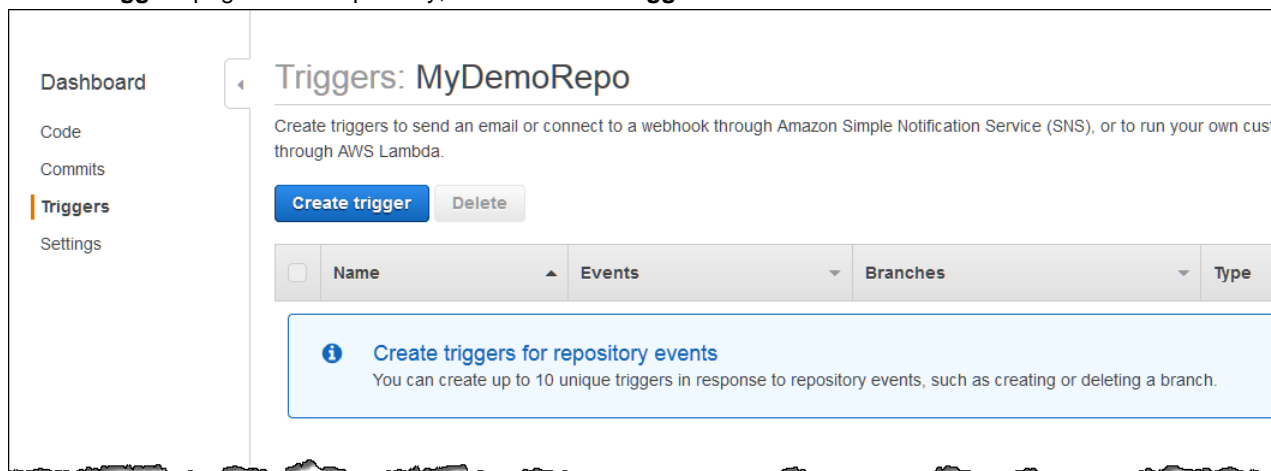 Dashboard
Code
Commits
Triggers
Settings
Triggers: MyDemoRepo
Create triggers to send an email or connect to a webhook through Amazon Simple Notification Service (SNS), or to run your own
through AWS Lambda.
Create trigger Delete
Name Events Branches Type
Create triggers for repository events
You can create up to 10 unique triggers in response to repository events, such as creating or deleting a branch.